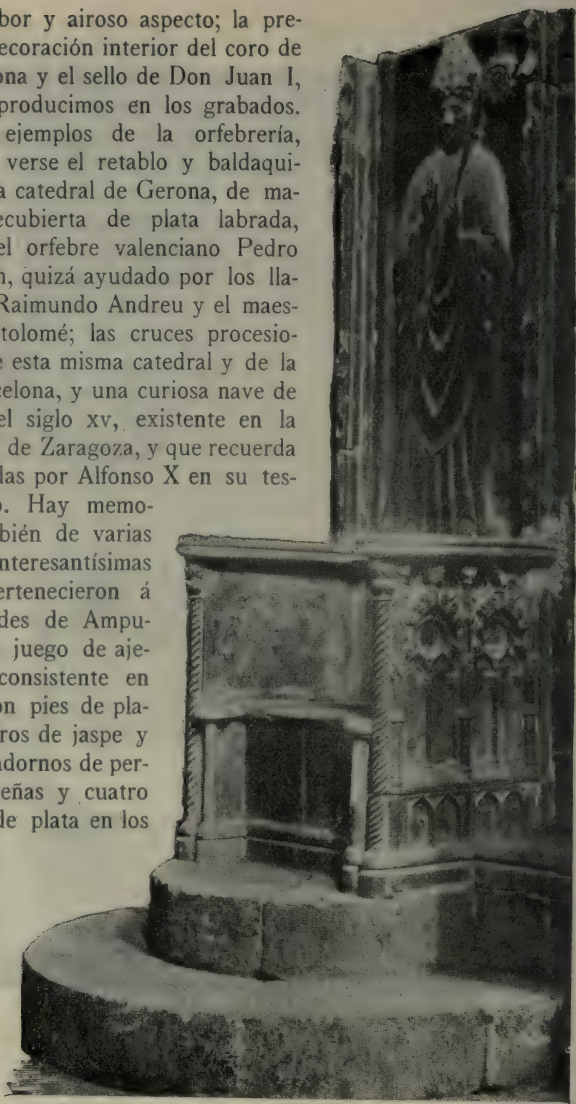 bor y airoso aspecto; la pre-
ecoración interior del coro de
ona y el sello de Don Juan I,
producimos en los grabados.
ejemplos de la orfebrería,
verse el retablo y baldaqui-
a catedral de Gerona, de ma-
ecubierta de plata labrada,
el orfebre valenciano Pedro
n, quizá ayudado por los lla-
Raimundo Andreu y el maes-
tolomé; las cruces procesio-
e esta misma catedral y de la
celona, y una curiosa nave de
el siglo XV, existente en la
de Zaragoza, y que recuerda
das por Alfonso X en su tes-
o. Hay memo-
bién de varias
nteresantísimas
ertenecieron á
des de Ampu-
juego de aje-
consistente en
on pies de pla-
ros de jaspe y
adornos de per-
eñas y cuatro
de plata en los